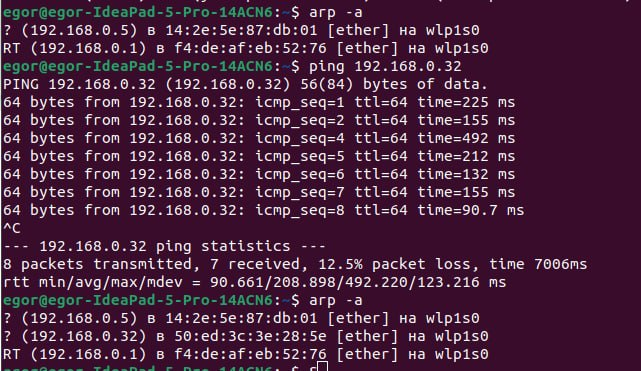 egor@egor-IdeaPad-5-Pro-14ACN6:~$ arp -a
? (192.168.0.5) в 14:2e:5e:87:db:01 [ether] на wlp1s0
RT (192.168.0.1) в f4:de:af:eb:52:76 [ether] на wlp1s0
egor@egor-IdeaPad-5-Pro-14ACN6:~$ ping 192.168.0.32
PING 192.168.0.32 (192.168.0.32) 56(84) bytes of data.
64 bytes from 192.168.0.32: icmp_seq=1 ttl=64 time=225 ms
64 bytes from 192.168.0.32: icmp_seq=2 ttl=64 time=155 ms
64 bytes from 192.168.0.32: icmp_seq=4 ttl=64 time=492 ms
64 bytes from 192.168.0.32: icmp_seq=5 ttl=64 time=212 ms
64 bytes from 192.168.0.32: icmp_seq=6 ttl=64 time=132 ms
64 bytes from 192.168.0.32: icmp_seq=7 ttl=64 time=155 ms
64 bytes from 192.168.0.32: icmp_seq=8 ttl=64 time=90.7 ms
^C
--- 192.168.0.32 ping statistics ---
8 packets transmitted, 7 received, 12.5% packet loss, time 7006ms
rtt min/avg/max/mdev = 90.661/208.898/492.220/123.216 ms
egor@egor-IdeaPad-5-Pro-14ACN6:~$ arp -a
? (192.168.0.5) в 14:2e:5e:87:db:01 [ether] на wlp1s0
? (192.168.0.32) в 50:ed:3c:3e:28:5e [ether] на wlp1s0
RT (192.168.0.1) в f4:de:af:eb:52:76 [ether] на wlp1s0
egor@egor-IdeaPad-5-Pro-14ACN6:~$